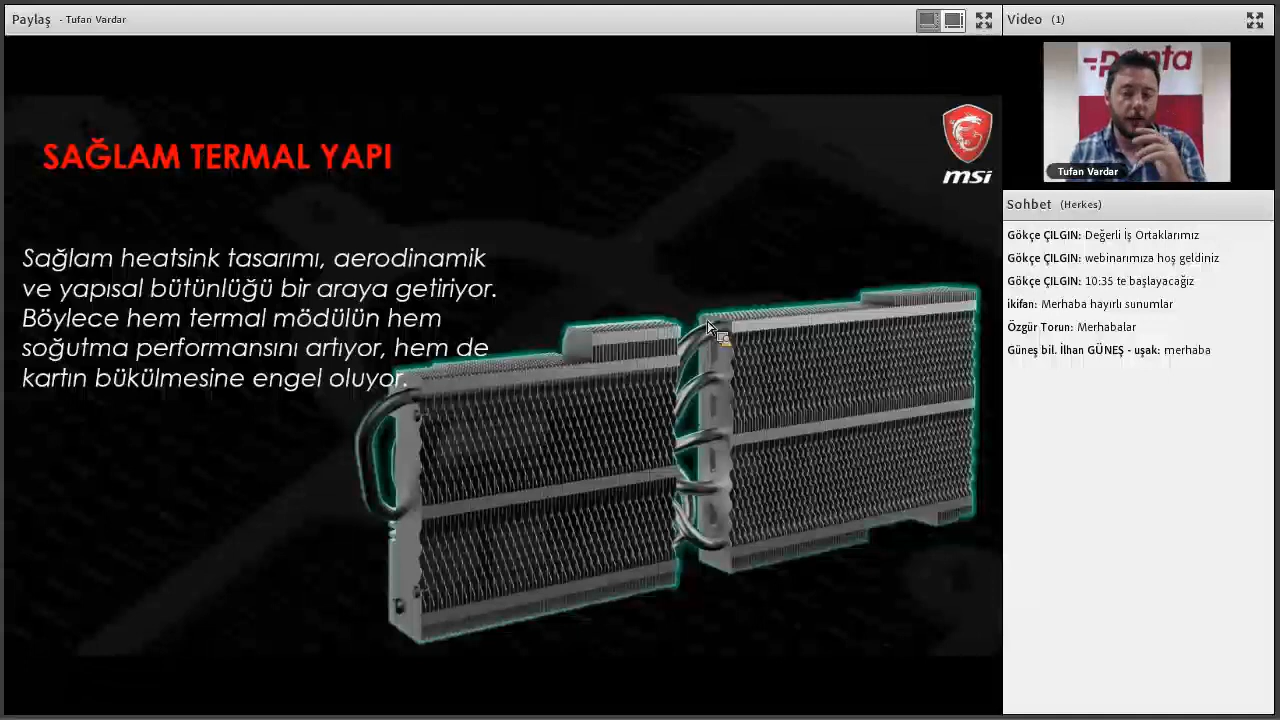 Paylaş - Tufan Vardar
SAĞLAM TERMAL YAPI
msi
Sağlam heatsink tasarımı, aerodinamik
ve yapısal bütünlüğü bir araya getiriyor.
Böylece hem termal mödülün hem
soğutma performansını artıyor, hem de
kartın bükülmesine engel oluyor.
Video (1)
penta
Tufan Vardar
Sohbet (Herkes)
Gökçe ÇILGIN: Değerli İş Ortaklarımız
Gökçe ÇILGIN: webinarımıza hoş geldiniz
Gökçe ÇILGIN: 10:35 te başlayacağız
ikifan: Merhaba hayırlı sunumlar
Özgür Torun: Merhabalar
Güneş bil. İlhan GÜNEŞ - uşak: merhaba